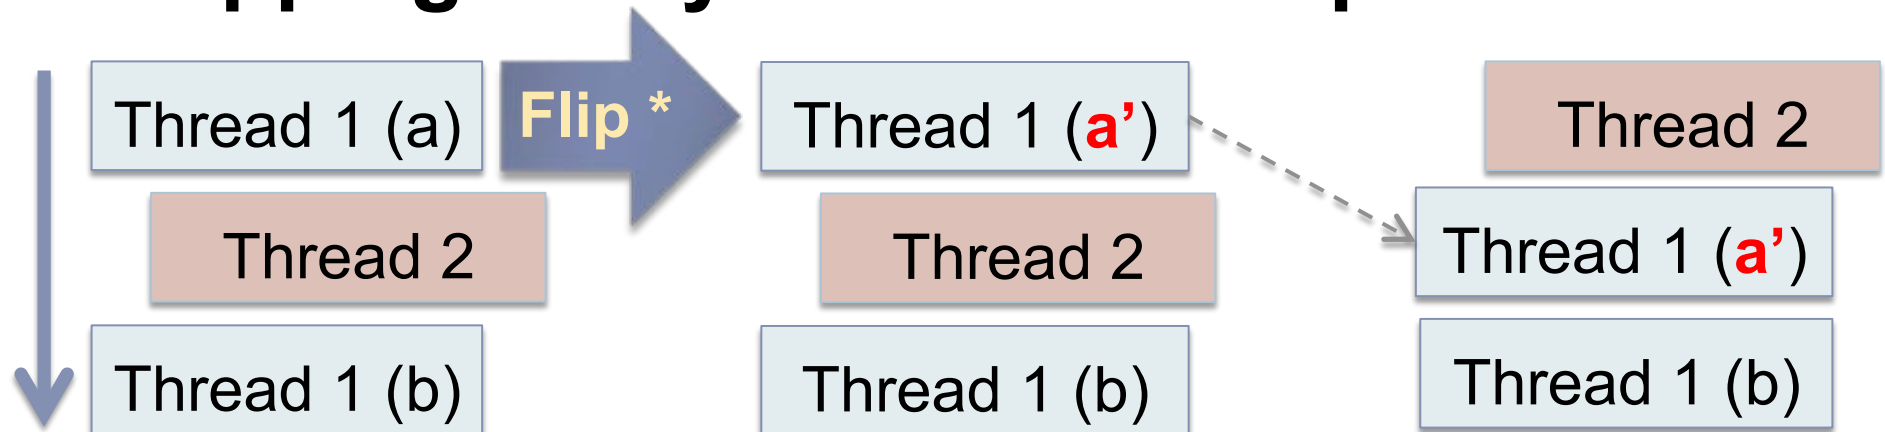 Thread 1 (a)
Flip *
Thread 1 (a’)
Thread 2
Thread 2
Thread 2
Thread 1 (a’)
Thread 1 (b)
Thread 1 (b)
Thread 1 (b)